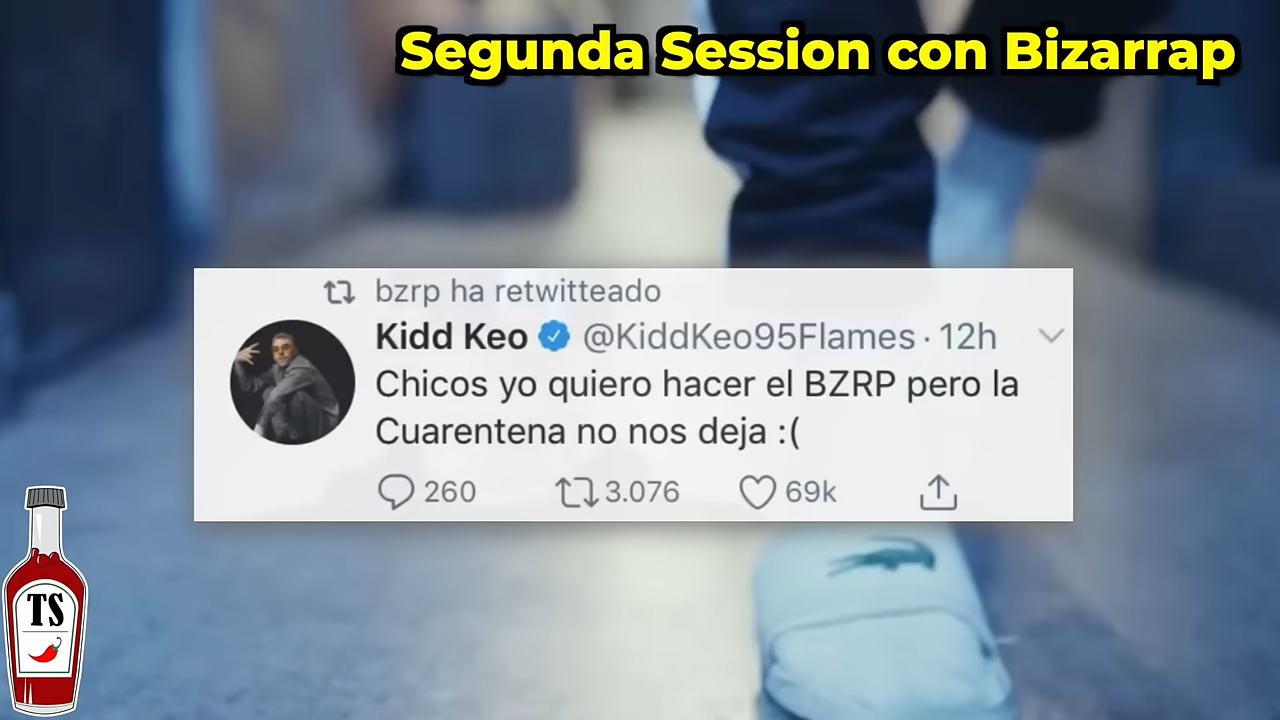 Segunda Session con Bizarrap
bzrp ha retwitteado
Kidd Keo @KiddKeo95Flames · 12h
Chicos yo quiero hacer el BZRP pero la
Cuarentena no nos deja :(
260 3.076 69k
TS